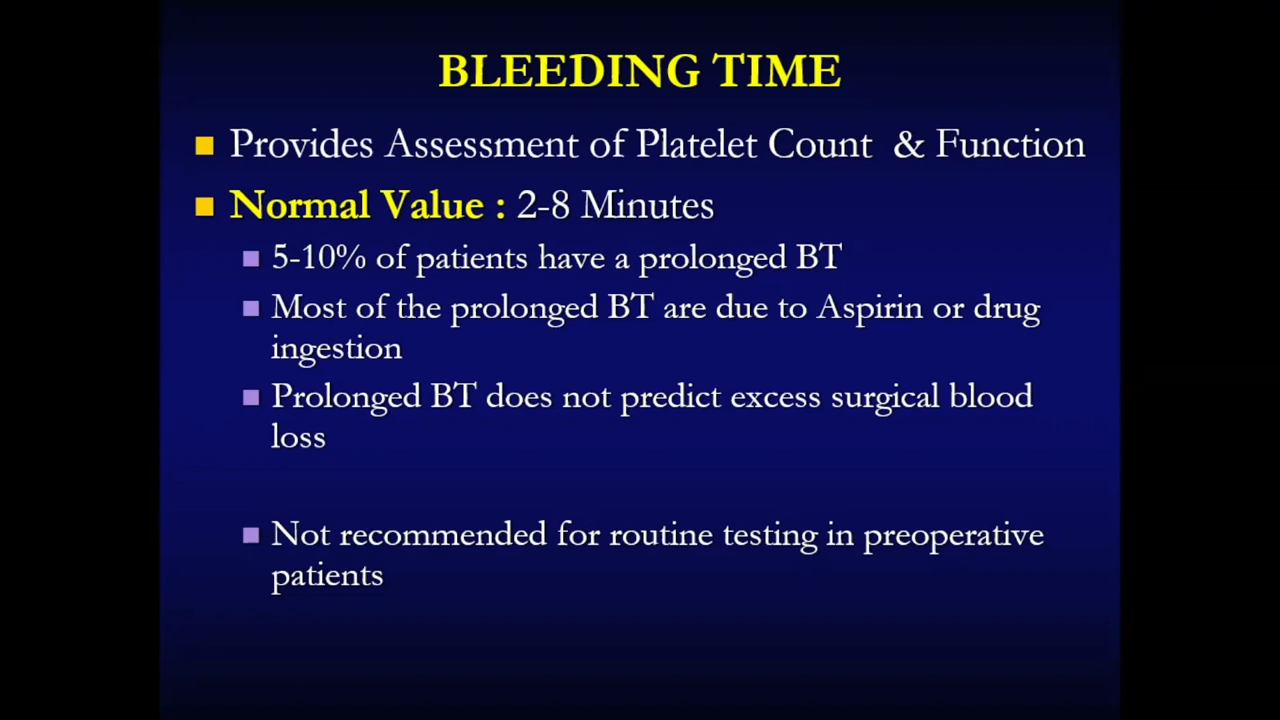 BLEEDING TIME
Provides Assessment of Platelet Count & Function
Normal Value : 2-8 Minutes
5-10% of patients have a prolonged BT
Most of the prolonged BT are due to Aspirin or drug
ingestion
Prolonged BT does not predict excess surgical blood
loss
Not recommended for routine testing in preoperative
patients